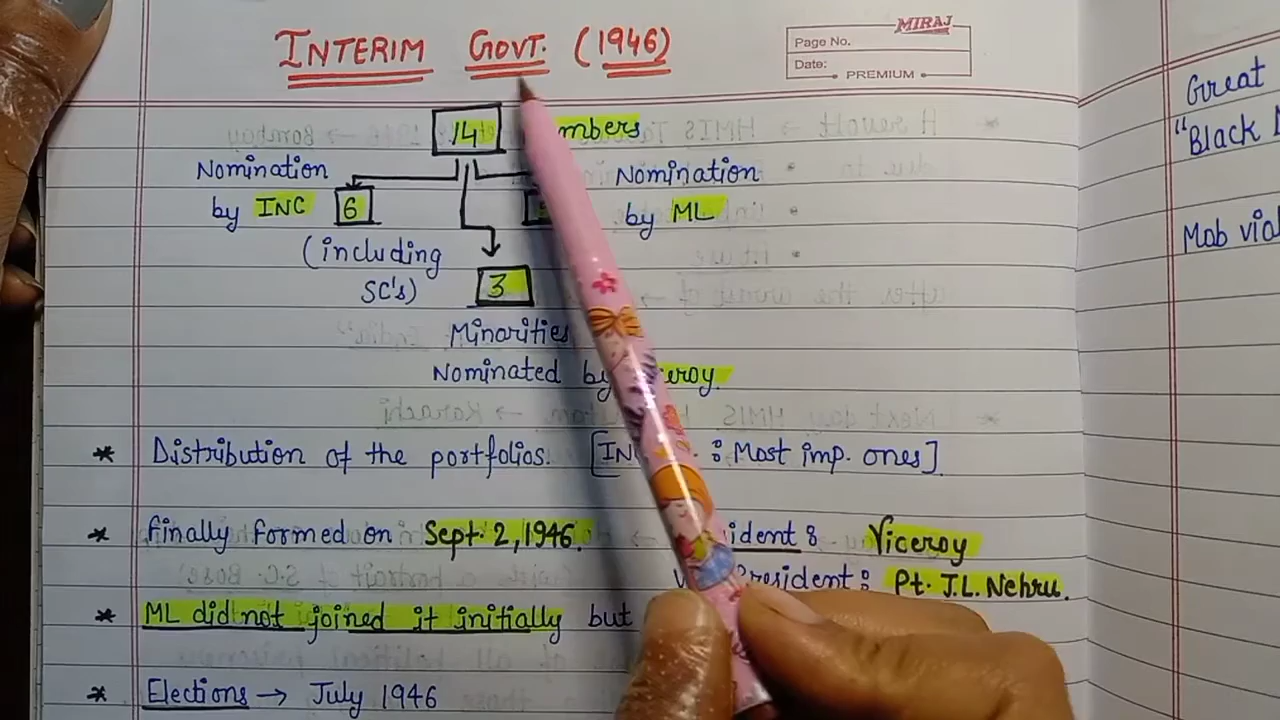 INTERIM GOVT. (1946)
MIRAJ
Page No.
Date:
PREMIUM
14 mbers
Nomination by INC 6
(including SC's)
Nomination by ML
3
Minorities
Nominated by eroy.
* Distribution of the portfolios. [IN : Most imp. ones]
* Finally formed on Sept. 2, 1946. → ident : Viceroy
President : Pt. J.L. Nehru.
* ML did not joined it initially but
* Elections → July 1946
Great
"Black
Mob viol